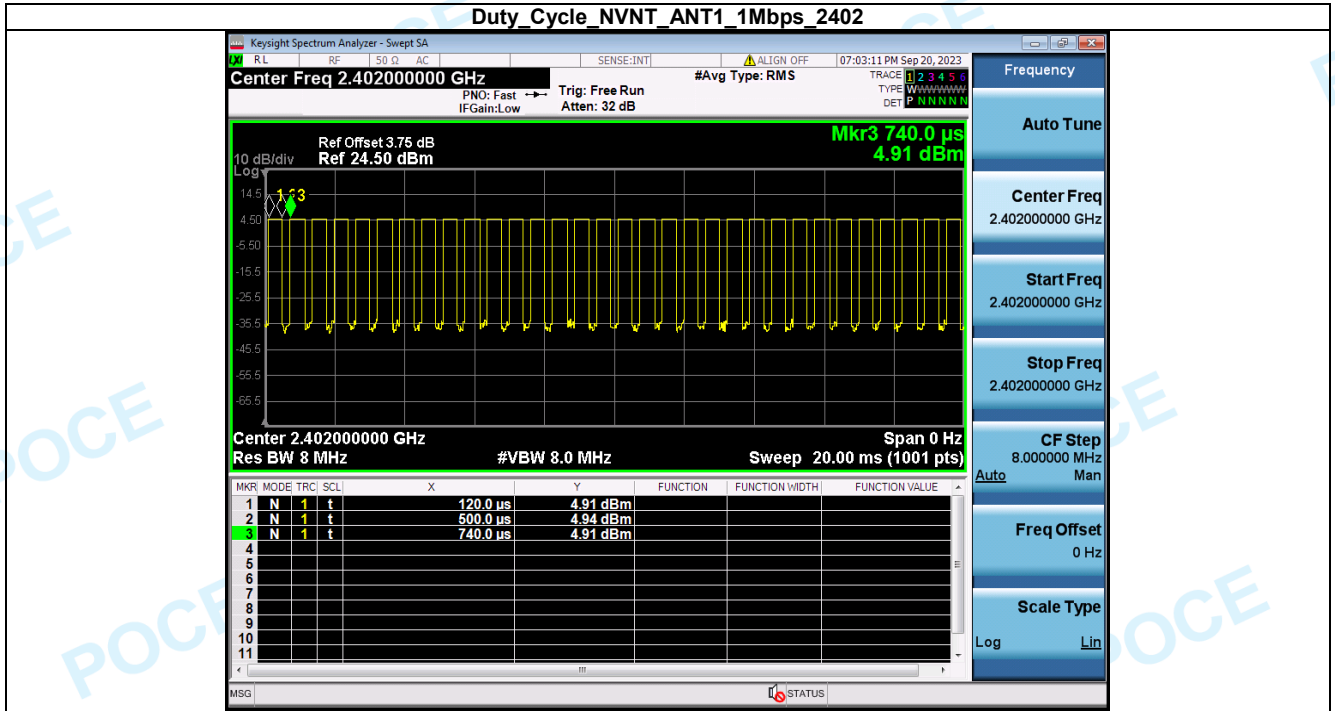 Duty_Cycle_NVNT_ANT1_1Mbps_2402
Keysight Spectrum Analyzer - Swept SA
LXI RL RF 50 Ω AC SENSE:INT ALIGN OFF 07:03:11 PM Sep 20, 2023
Center Freq 2.402000000 GHz #Avg Type: RMS TRACE 1 2 3 4 5 6
PNO: Fast Trig: Free Run TYPE WWWWWW
IFGain:Low Atten: 32 dB DET P N N N N N
Ref Offset 3.75 dB Mkr3 740.0 µs
10 dB/div Ref 24.50 dBm 4.91 dBm
Log
14.5
3
4.50
-5.50
-15.5
-25.5
-35.5
-45.5
-55.5
-65.5
Center 2.402000000 GHz Span 0 Hz
Res BW 8 MHz #VBW 8.0 MHz Sweep 20.00 ms (1001 pts)
MKR MODE TRC SCL X Y FUNCTION FUNCTION WIDTH FUNCTION VALUE
1 N 1 t 120.0 µs 4.91 dBm
2 N 1 t 500.0 µs 4.94 dBm
3 N 1 t 740.0 µs 4.91 dBm
4
5
6
7
8
9
10
11
MSG STATUS
Frequency
Auto Tune
Center Freq
2.402000000 GHz
Start Freq
2.402000000 GHz
Stop Freq
2.402000000 GHz
CF Step
8.000000 MHz
Auto Man
Freq Offset
0 Hz
Scale Type
Log Lin
POCE
POCE
POCE